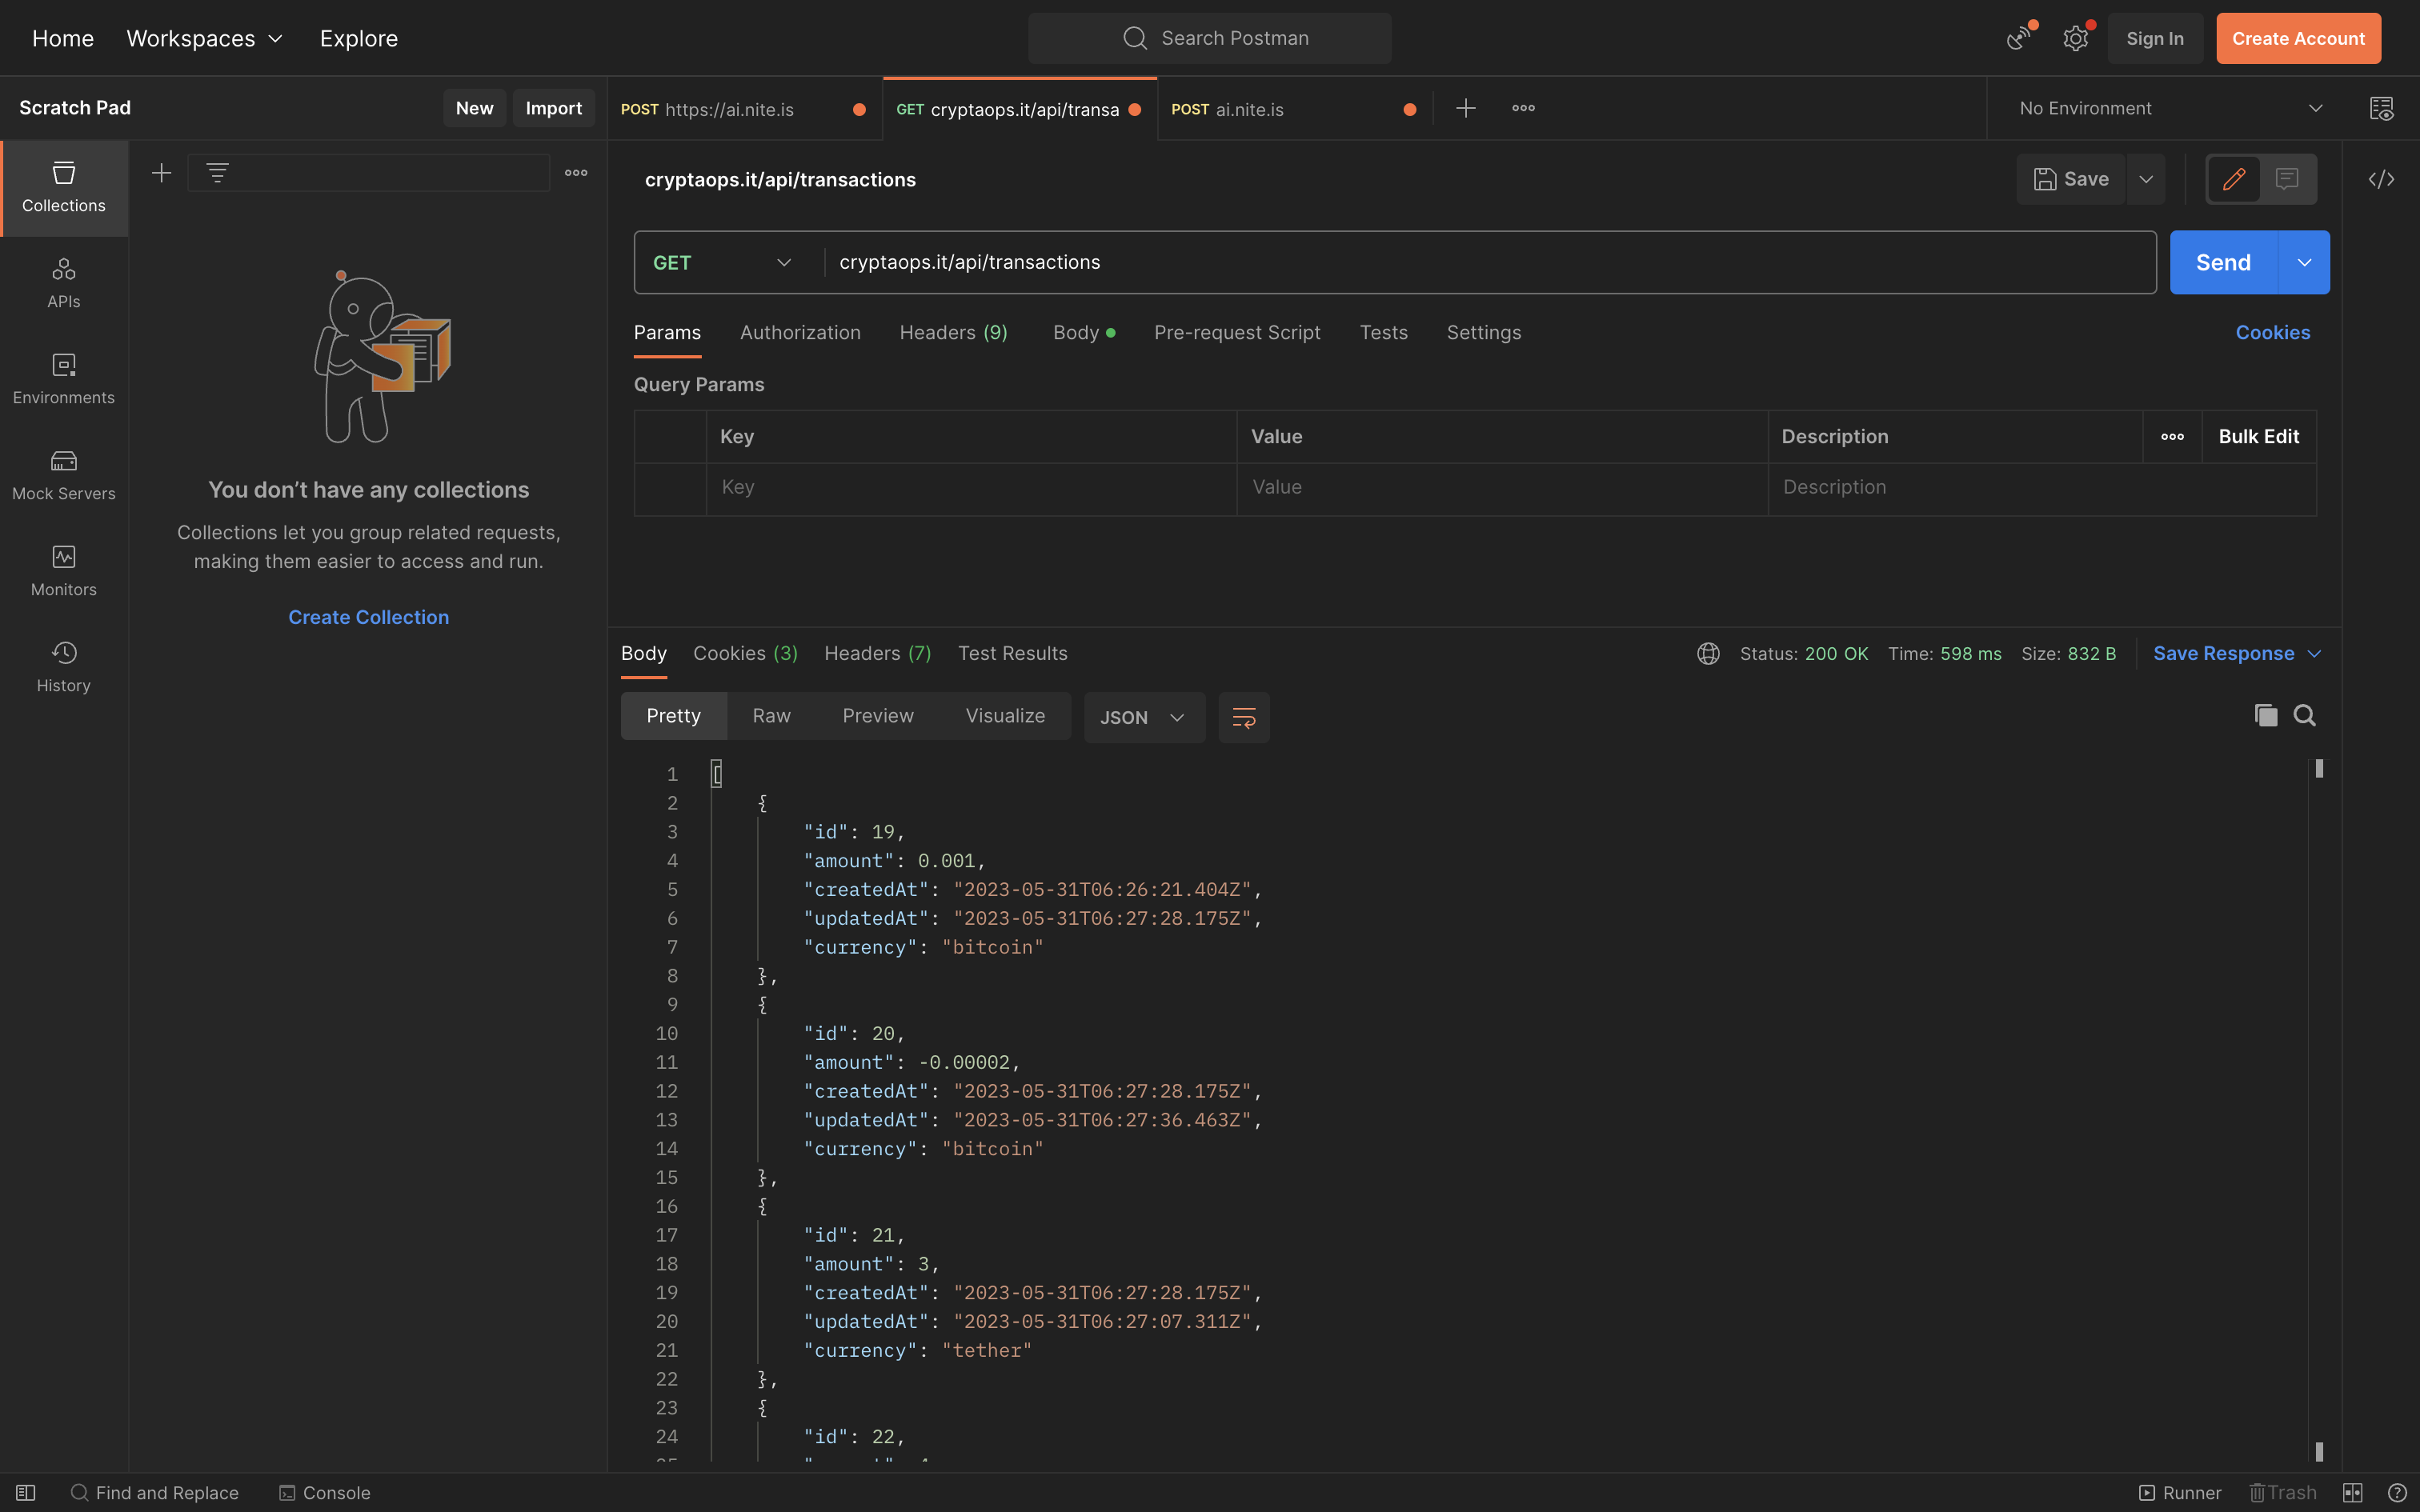 Home Workspaces Explore
Search Postman
Sign In Create Account
Scratch Pad New Import
POST https://ai.nite.is GET cryptaops.it/api/transa POST ai.nite.is
No Environment
Collections
APIs
Environments
Mock Servers
Monitors
History
You don’t have any collections
Collections let you group related requests,
making them easier to access and run.
Create Collection
cryptaops.it/api/transactions
Save
GET cryptaops.it/api/transactions
Send
Params Authorization Headers (9) Body Pre-request Script Tests Settings Cookies
Query Params
Key Value Description Bulk Edit
Key Value Description
Body Cookies (3) Headers (7) Test Results
Status: 200 OK Time: 598 ms Size: 832 B Save Response
Pretty Raw Preview Visualize JSON
1 [
2 {
3 "id": 19,
4 "amount": 0.001,
5 "createdAt": "2023-05-31T06:26:21.404Z",
6 "updatedAt": "2023-05-31T06:27:28.175Z",
7 "currency": "bitcoin"
8 },
9 {
10 "id": 20,
11 "amount": -0.00002,
12 "createdAt": "2023-05-31T06:27:28.175Z",
13 "updatedAt": "2023-05-31T06:27:36.463Z",
14 "currency": "bitcoin"
15 },
16 {
17 "id": 21,
18 "amount": 3,
19 "createdAt": "2023-05-31T06:27:28.175Z",
20 "updatedAt": "2023-05-31T06:27:07.311Z",
21 "currency": "tether"
22 },
23 {
24 "id": 22,
Find and Replace Console
Runner Trash